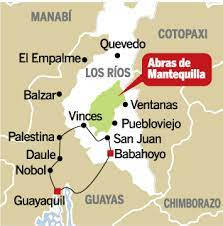 MANABÍ
COTOPAXI
Quevedo
El Empalme
LOS RÍOS
Abras de
Mantequilla
Balzar
Ventanas
Vinces
Puebloviejo
Palestina
San Juan
Daule
Babahoyo
Nobol
Guayaquil
GUAYAS
CHIMBORAZO